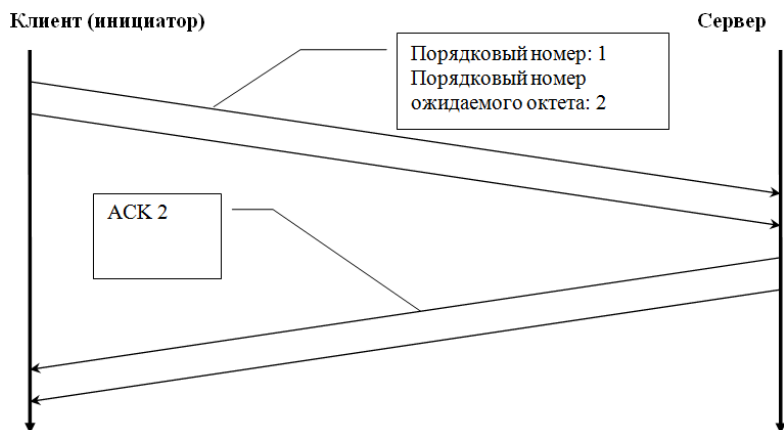 Клиент (инициатор)
Сервер
Порядковый номер: 1
Порядковый номер
ожидаемого октета: 2
ACK 2